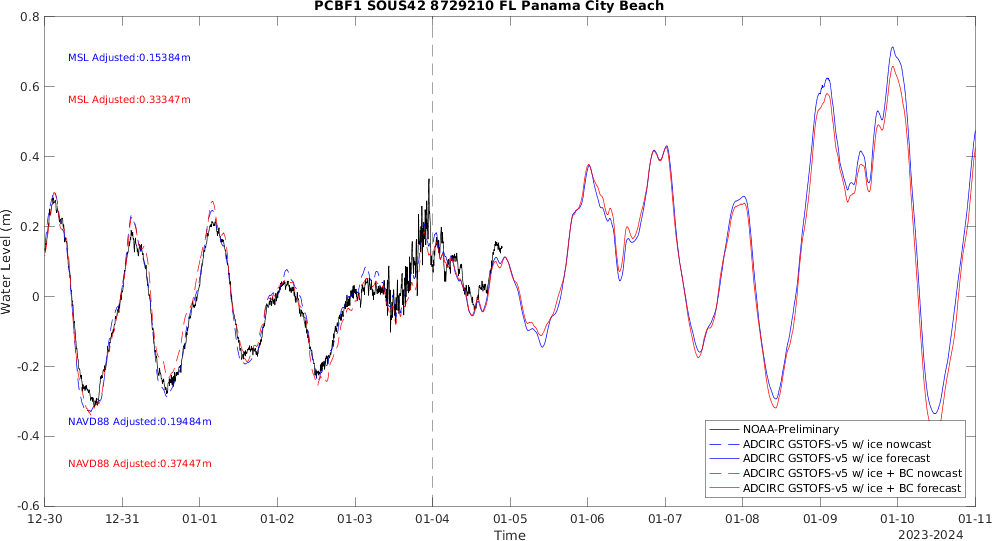 PCBF1 SOUS42 8729210 FL Panama City Beach
0.8
0.6
0.4
0.2
0
-0.2
-0.4
-0.6
Water Level (m)
MSL Adjusted:0.15384m
MSL Adjusted:0.33347m
NAVD88 Adjusted:0.19484m
NAVD88 Adjusted:0.37447m
NOAA-Preliminary
ADCIRC GSTOFS-v5 w/ ice nowcast
ADCIRC GSTOFS-v5 w/ ice forecast
ADCIRC GSTOFS-v5 w/ ice + BC nowcast
ADCIRC GSTOFS-v5 w/ ice + BC forecast
12-30 12-31 01-01 01-02 01-03 01-04 01-05 01-06 01-07 01-08 01-09 01-10 01-11
Time
2023-2024